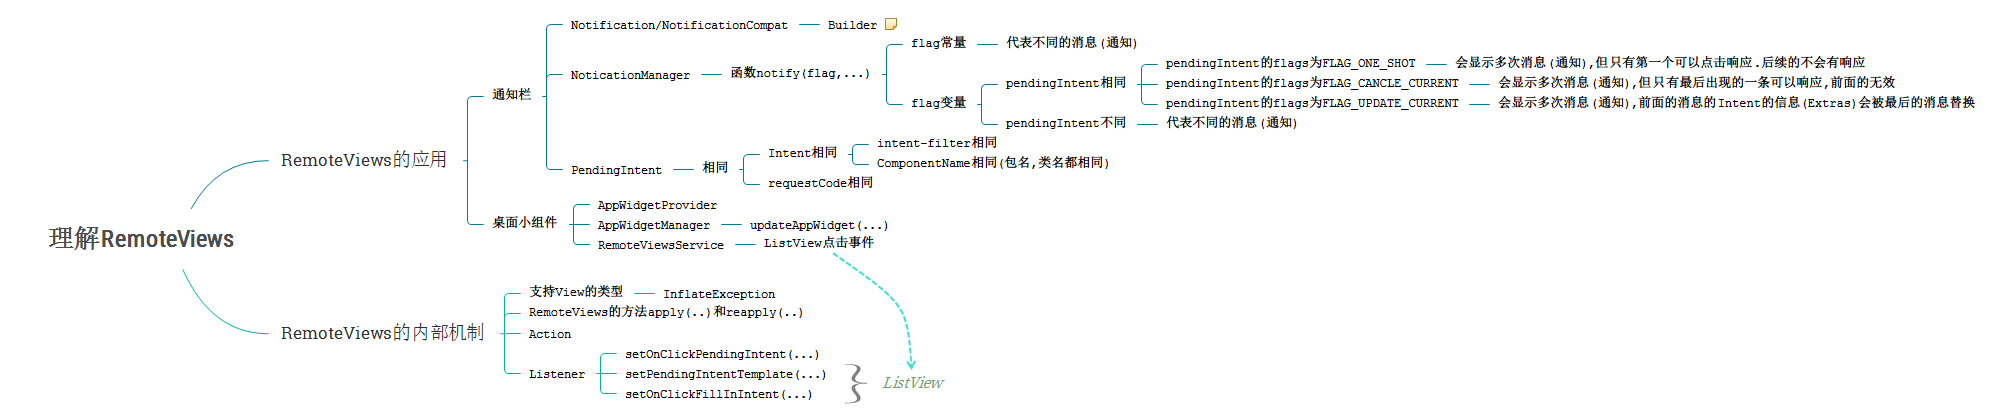 理解RemoteViews
RemoteViews的应用
通知栏
Notification/NotificationCompat
Builder
NoticationManager
函数notify(flag,...)
flag常量
代表不同的消息(通知)
flag变量
pendingIntent相同
pendingIntent的flags为FLAG_ONE_SHOT
会显示多次消息(通知),但只有第一个可以点击响应.后续的不会有响应
pendingIntent的flags为FLAG_CANCLE_CURRENT
会显示多次消息(通知),但只有最后出现的一条可以响应,前面的无效
pendingIntent的flags为FLAG_UPDATE_CURRENT
会显示多次消息(通知),前面的消息的Intent的信息(Extras)会被最后的消息替换
pendingIntent不同
代表不同的消息(通知)
PendingIntent
相同
Intent相同
intent-filter相同
ComponentName相同(包名,类名都相同)
requestCode相同
桌面小组件
AppWidgetProvider
AppWidgetManager
updateAppWidget(...)
RemoteViewsService
ListView点击事件
RemoteViews的内部机制
支持View的类型
InflateException
RemoteViews的方法apply(..)和reapply(..)
Action
Listener
setOnClickPendingIntent(...)
setPendingIntentTemplate(...)
setOnClickFillInIntent(...)
ListView